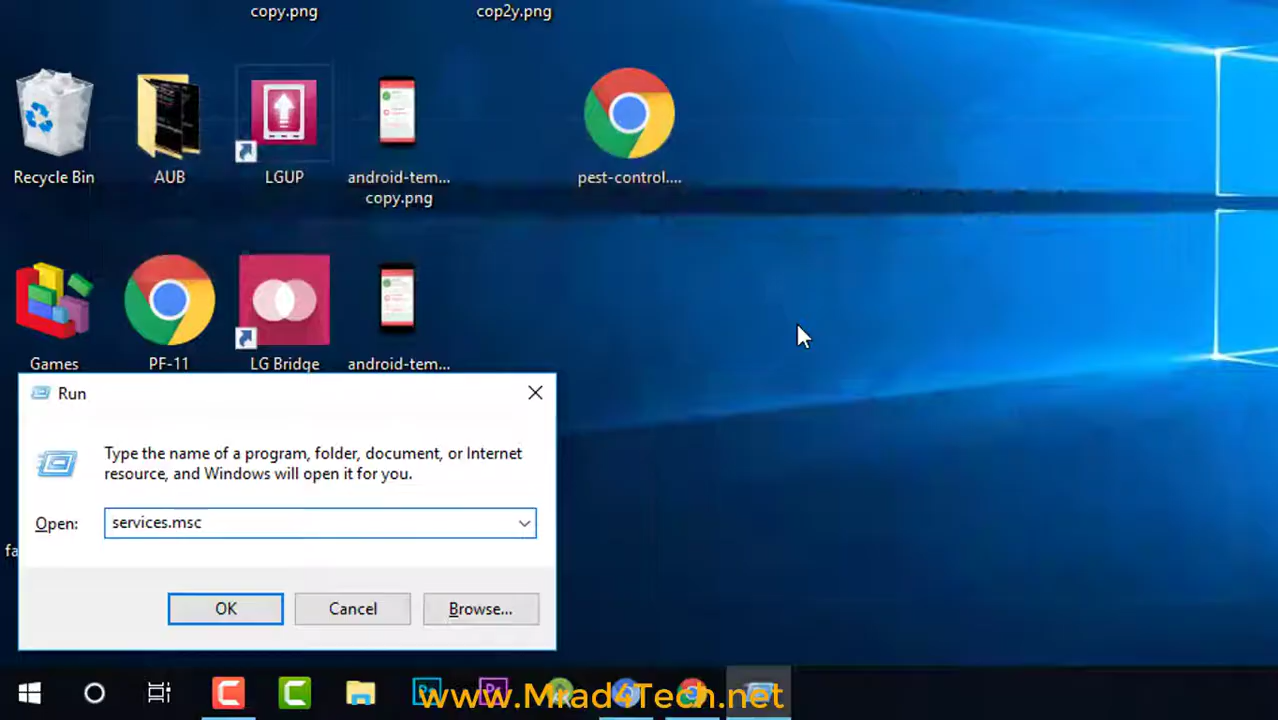 copy.png
cop2y.png
Recycle Bin
AUB
LGUP
android-tem...
copy.png
pest-control....
Games
PF-11
LG Bridge
android-tem...
Run
Type the name of a program, folder, document, or Internet
resource, and Windows will open it for you.
Open:
services.msc
fa
OK
Cancel
Browse...
www.Mrad4Tech.net